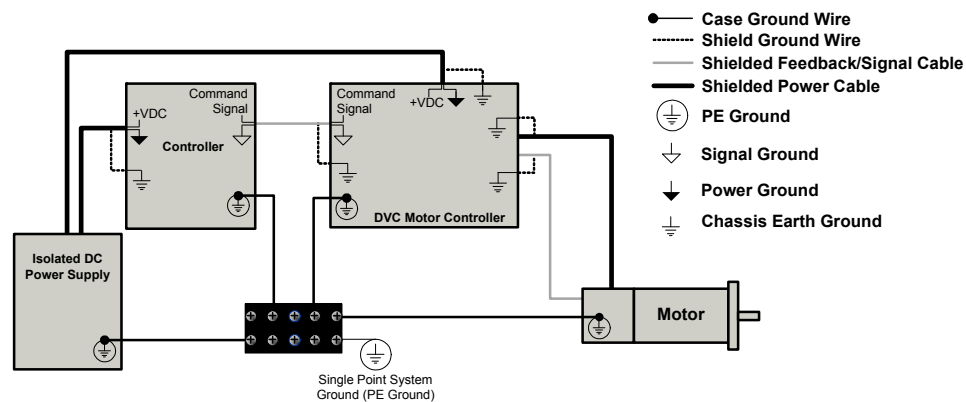 Case Ground Wire
Shield Ground Wire
Shielded Feedback/Signal Cable
Shielded Power Cable
PE Ground
Signal Ground
Power Ground
Chassis Earth Ground
Command
Signal
+VDC
Controller
Command
Signal
+VDC
DVC Motor Controller
Isolated DC
Power Supply
Motor
Single Point System
Ground (PE Ground)